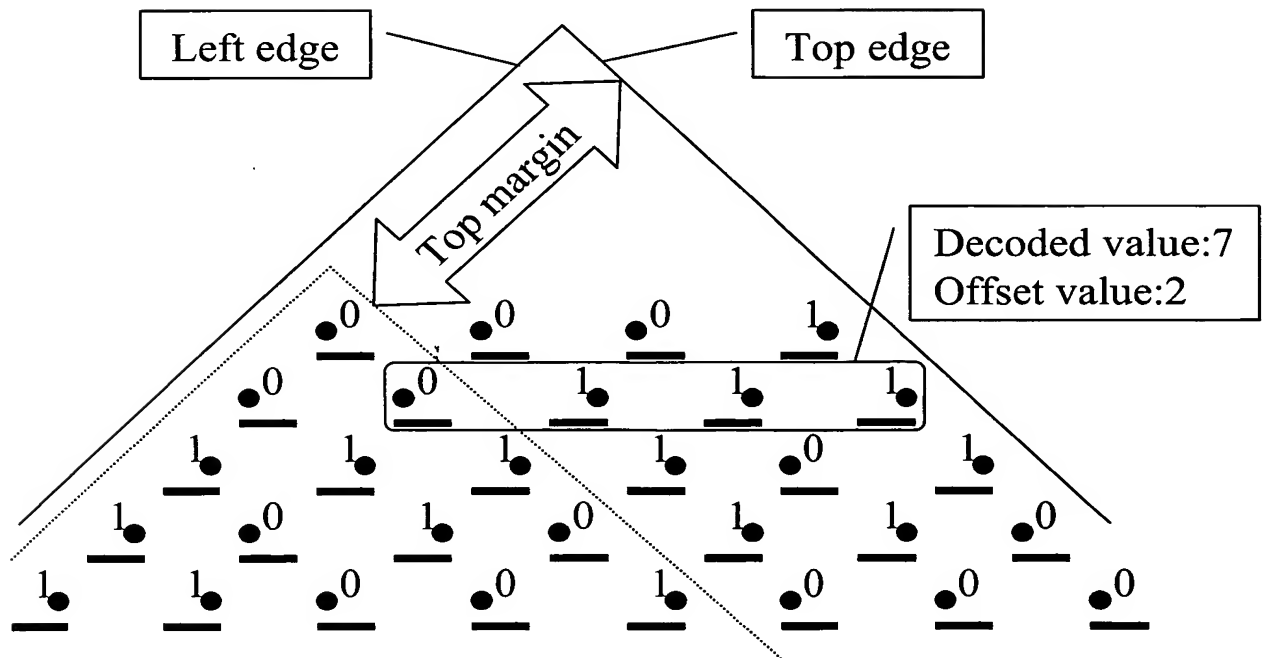 Left edge
Top edge
Top margin
Decoded value:7
Offset value:2
0 0 0 1
0 0 1 1 1
1 1 1 1 0 1
1 0 1 0 1 1 0
1 1 0 0 1 0 0 0